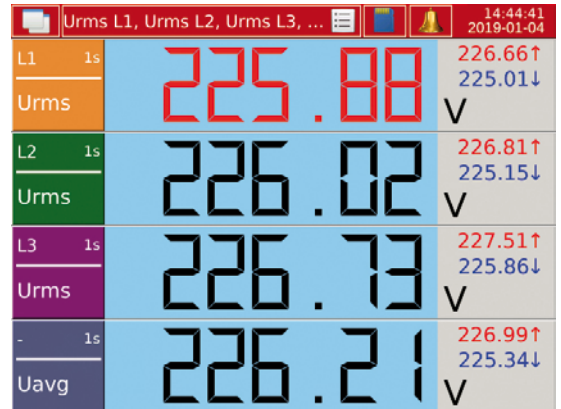 Urms L1, Urms L2, Urms L3, ...
14:44:41
2019-01-04
L1 1s
Urms
225.88
226.66↑
225.01↓
V
L2 1s
Urms
226.02
226.81↑
225.15↓
V
L3 1s
Urms
226.73
227.51↑
225.86↓
V
- 1s
Uavg
226.21
226.99↑
225.34↓
V